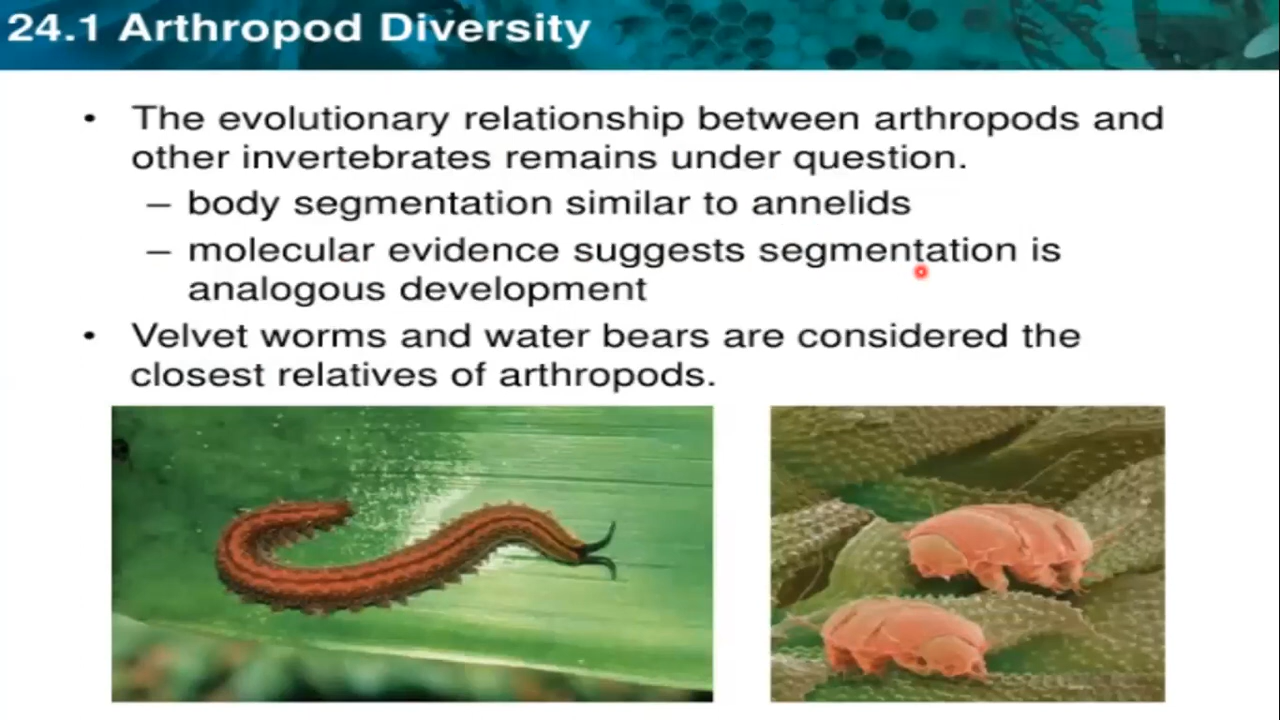 24.1 Arthropod Diversity
• The evolutionary relationship between arthropods and
other invertebrates remains under question.
– body segmentation similar to annelids
– molecular evidence suggests segmentation is
analogous development
• Velvet worms and water bears are considered the
closest relatives of arthropods.